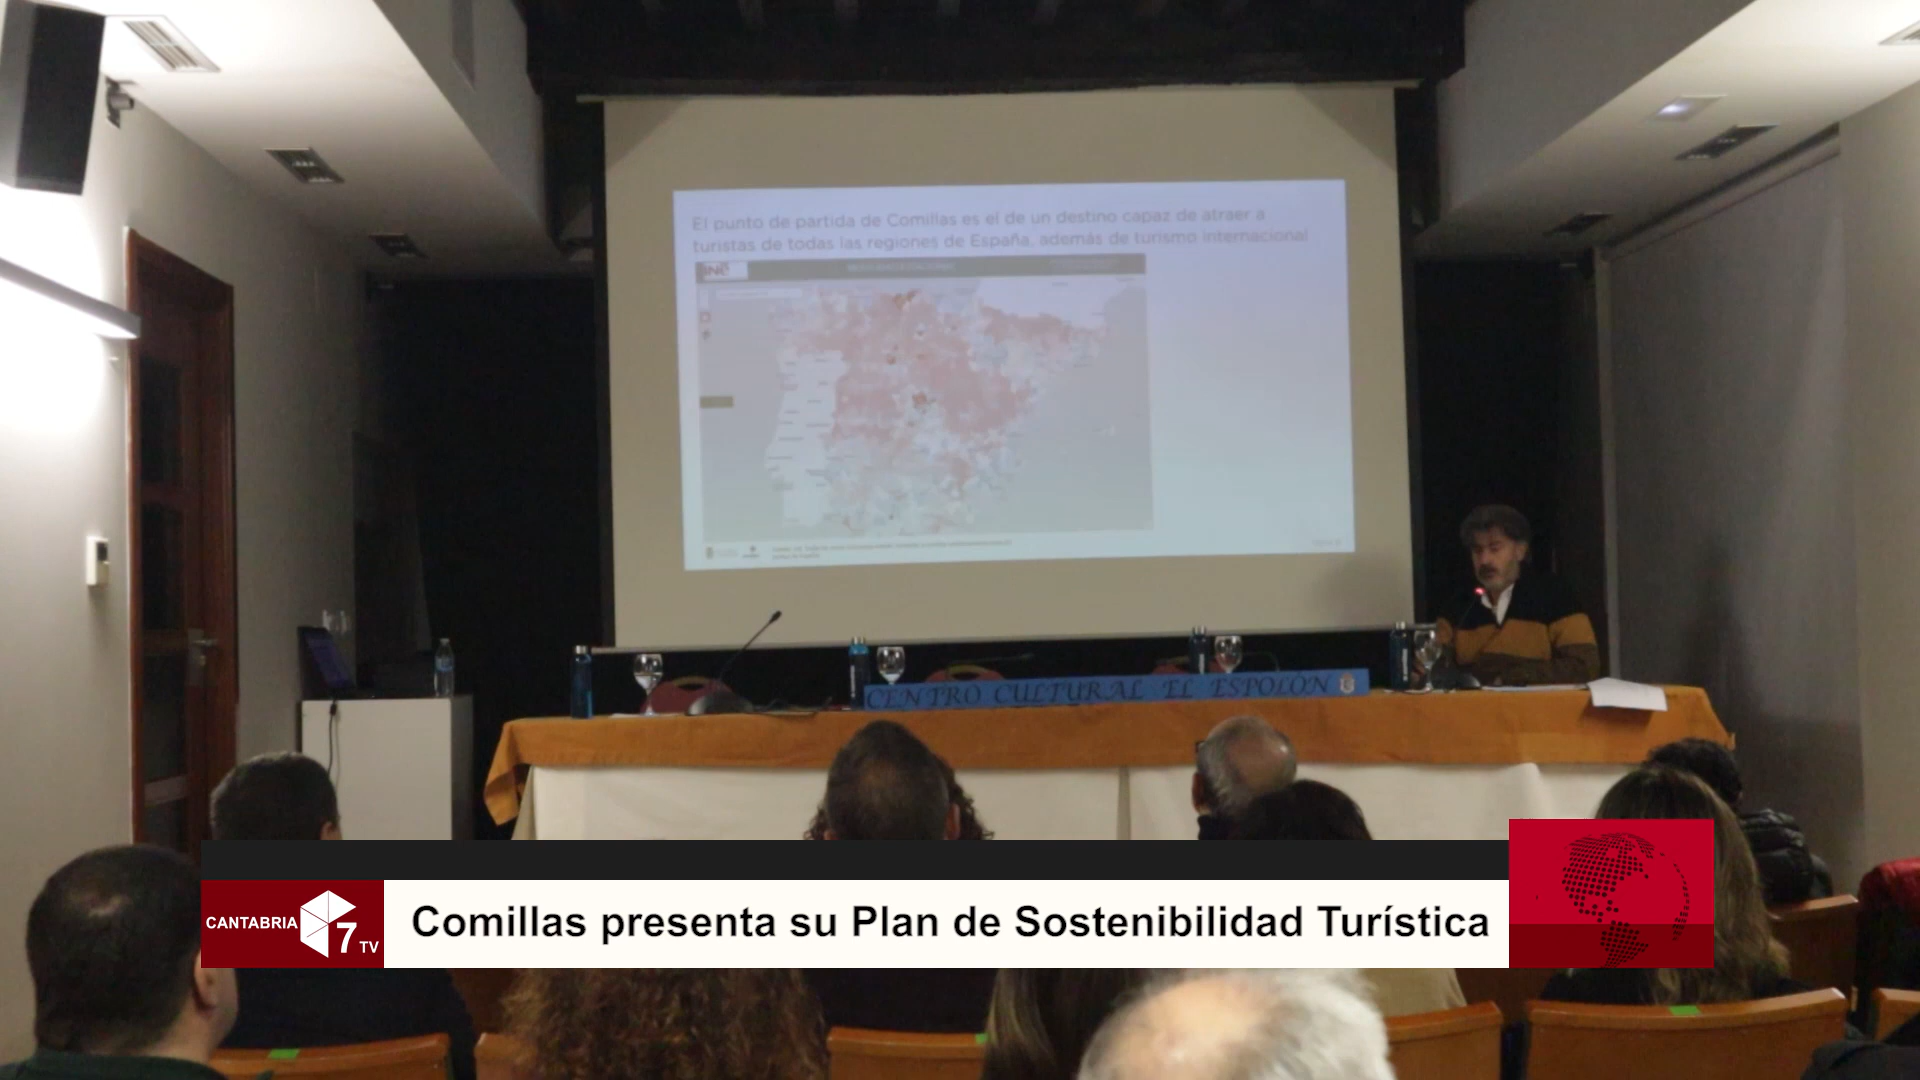 El punto de partida de Comillas es el de un destino capaz de atraer a
turistas de todas las regiones de España, además de turismo internacional
INE
CENTRO CULTURAL EL ESPOLÓN
CANTABRIA 7 TV
Comillas presenta su Plan de Sostenibilidad Turística